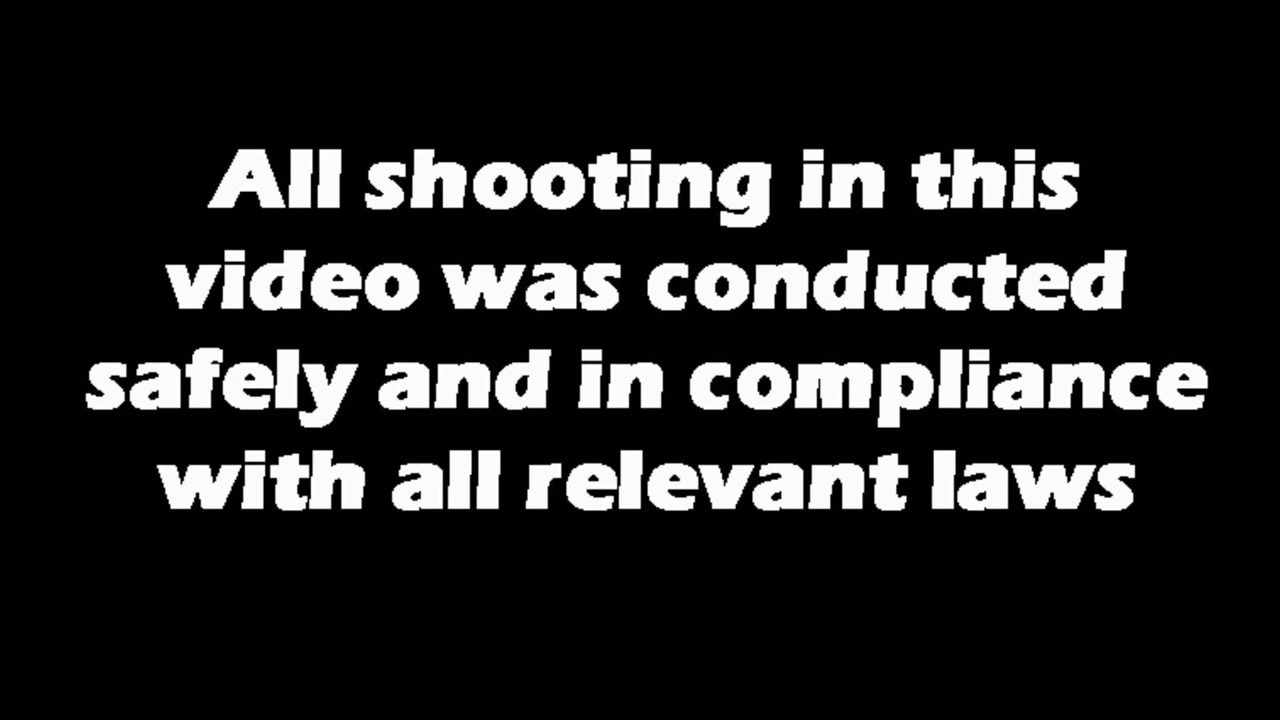 All shooting in this
video was conducted
safely and in compliance
with all relevant laws